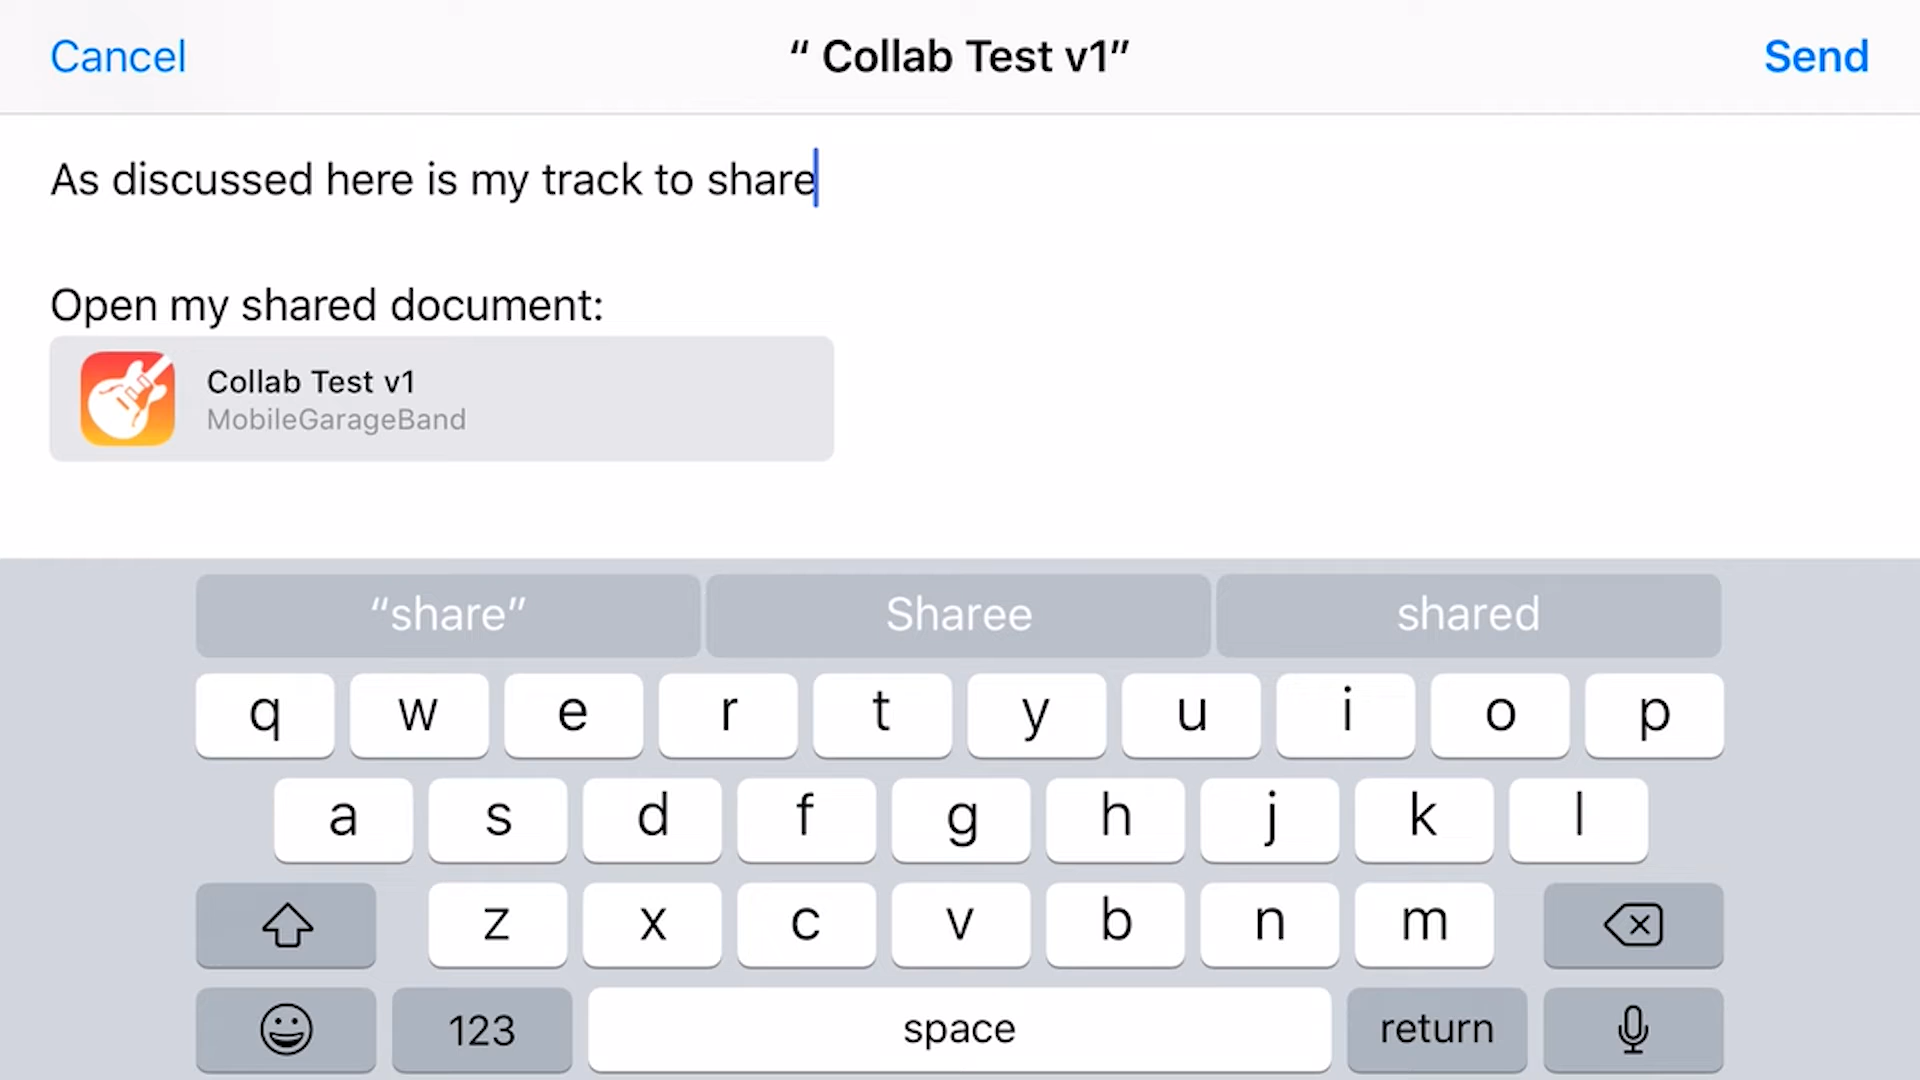 Cancel
“ Collab Test v1”
Send
As discussed here is my track to share
Open my shared document:
Collab Test v1
MobileGarageBand
“share”
Sharee
shared
q w e r t y u i o p
a s d f g h j k l
z x c v b n m
123
space
return